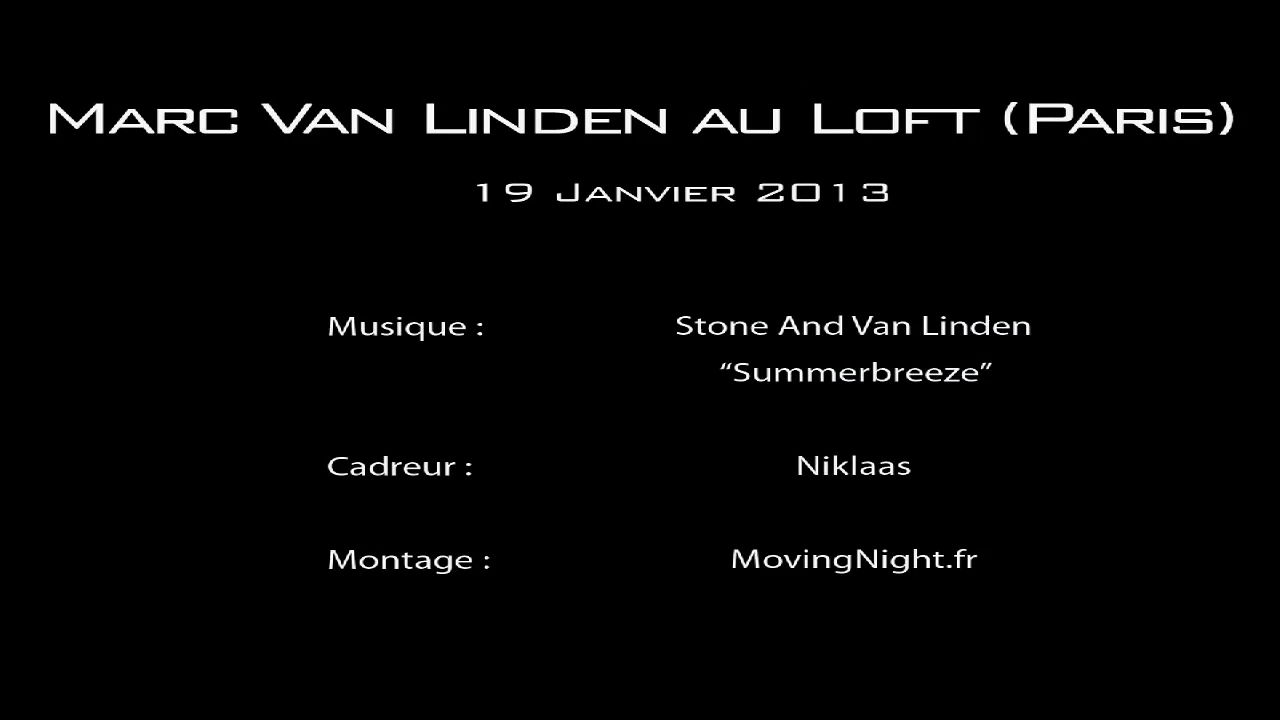 Marc Van Linden au Loft (Paris)
19 Janvier 2013
Musique : Stone And Van Linden
“Summerbreeze”
Cadreur : Niklaas
Montage : MovingNight.fr